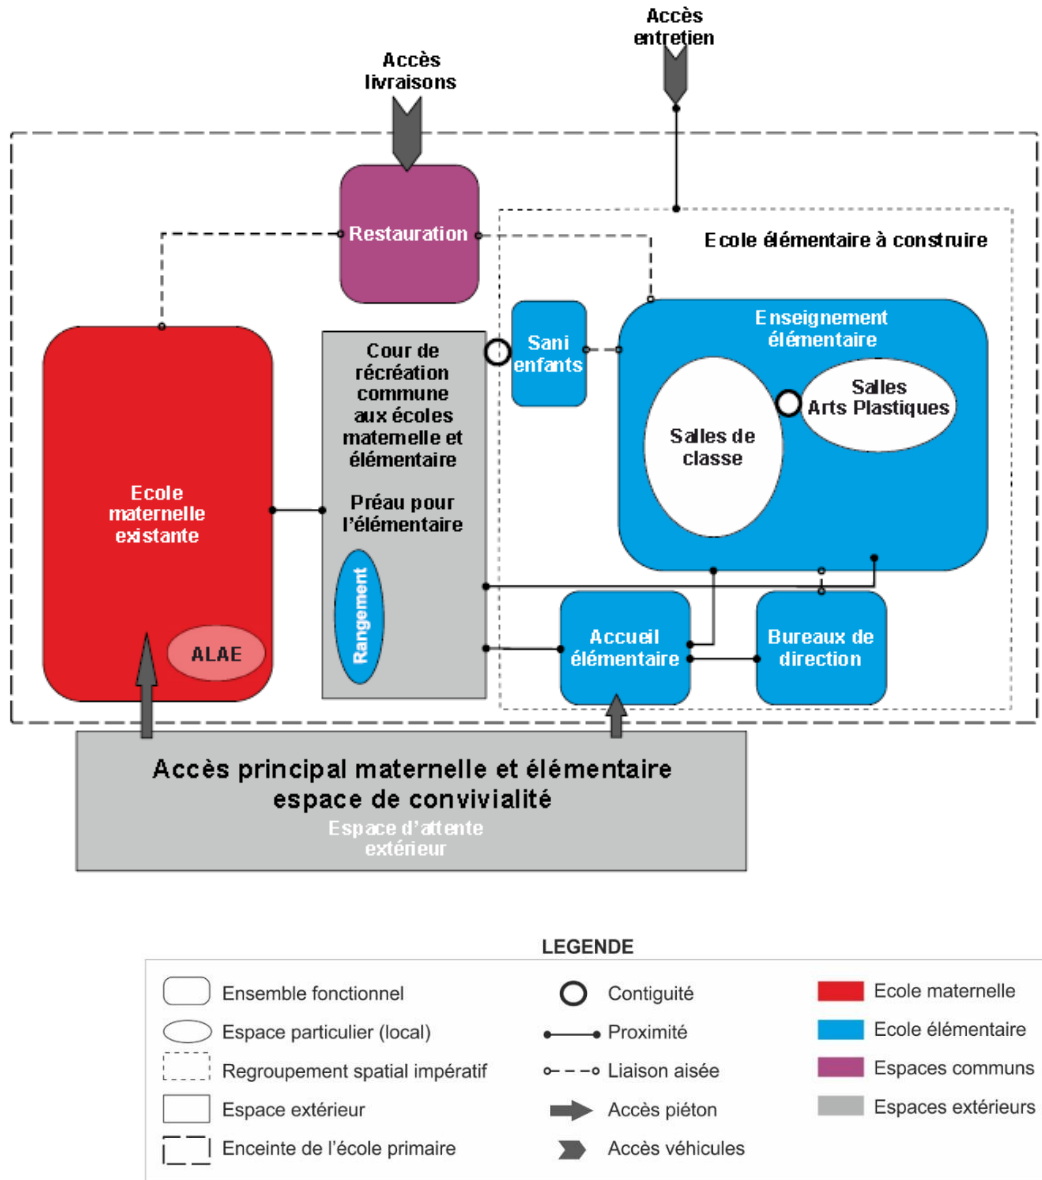 Accès
entretien
Accès
livraisons
Restauration
Ecole élémentaire à construire
Enseignement
élémentaire
Sani
enfants
Salles
Arts Plastiques
Salles de
classe
Cour de
récréation
commune
aux écoles
maternelle et
élémentaire
Préau pour
l'élémentaire
Rangement
Ecole
maternelle
existante
ALAE
Accueil
élémentaire
Bureaux de
direction
Accès principal maternelle et élémentaire
espace de convivialité
Espace d'attente
extérieur
LEGENDE
Ensemble fonctionnel
Espace particulier (local)
Regroupement spatial impératif
Espace extérieur
Enceinte de l'école primaire
Contiguité
Proximité
Liaison aisée
Accès piéton
Accès véhicules
Ecole maternelle
Ecole élémentaire
Espaces communs
Espaces extérieurs